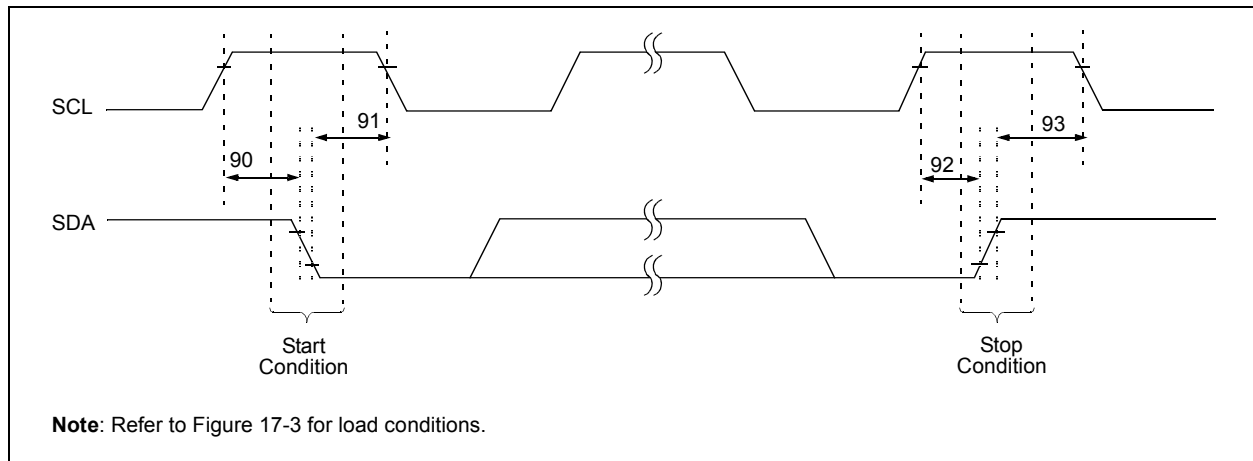 SCL
91
93
90
92
SDA
Start
Condition
Stop
Condition
Note: Refer to Figure 17-3 for load conditions.